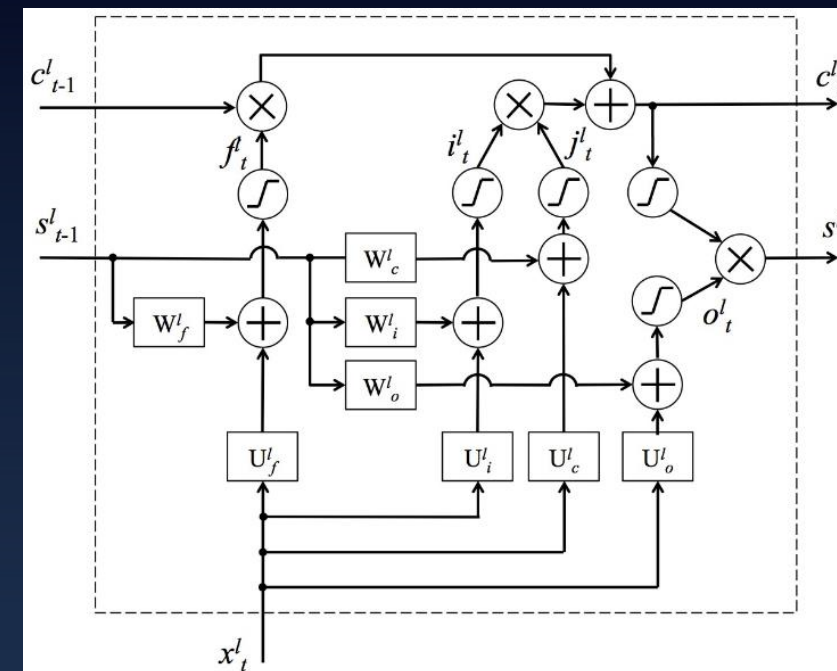 c^l_{t-1}
c^l
f^l_t
i^l_t
j^l_t
s^l_{t-1}
s
W^l_c
W^l_f
W^l_i
o^l_t
W^l_o
U^l_f
U^l_i
U^l_c
U^l_o
x^l_t